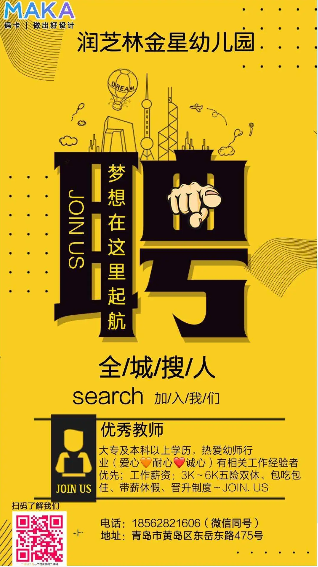 MAKA
码卡 | 做出好设计
润芝林金星幼儿园
DREAM
聘
JOIN US
梦想在这里起航
全/城/搜/人
search 加/入/我/们
优秀教师
大专及本科以上学历，热爱幼师行
业（爱心🧡耐心❤️诚心）有相关工作经验者
优先；工作薪资；3K~6K五险双休、包吃包
住、带薪休假、晋升制度-JOIN. US
JOIN US
扫码了解我们
电话：18562821606（微信同号）
地址：青岛市黄岛区东岳东路475号